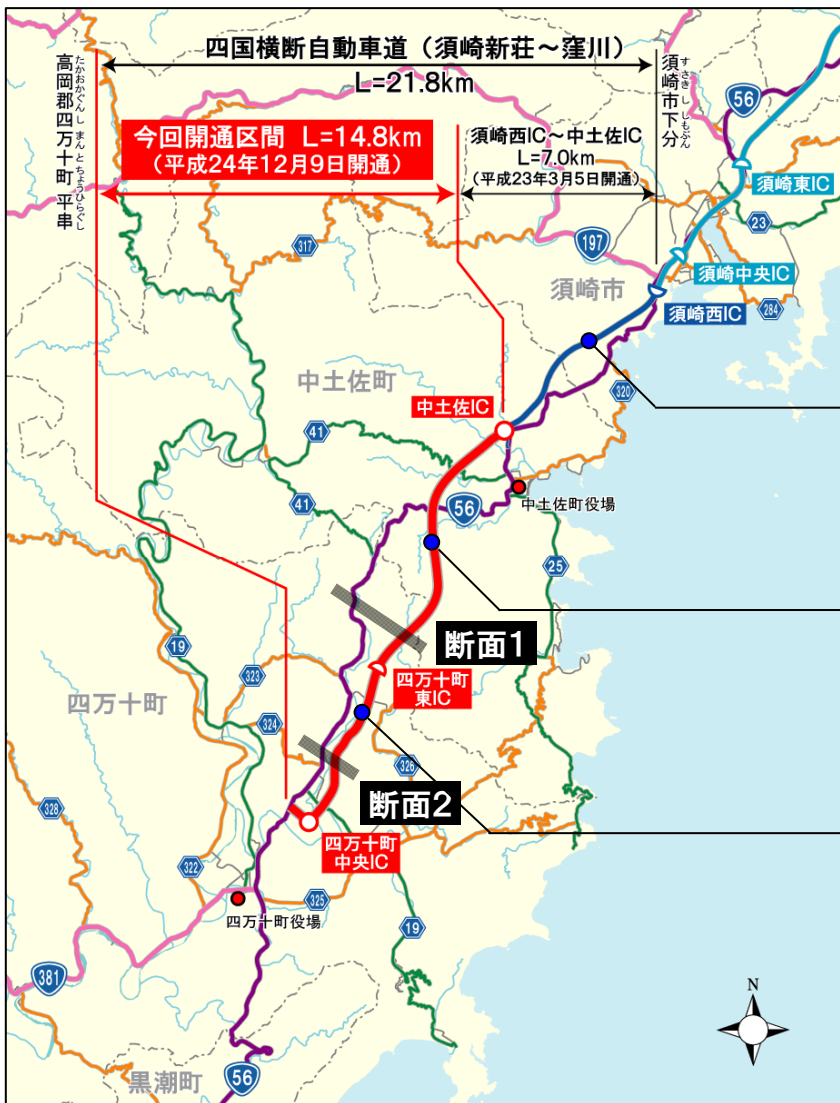 四国横断自動車道（須崎新荘～窪川）
L=21.8km
高岡郡四万十町平串
たかおかぐんしまんとちょうひらぐし
須崎市下分
すさきししもぶん
今回開通区間 L=14.8km
（平成24年12月9日開通）
須崎西IC～中土佐IC
L=7.0km
（平成23年3月5日開通）
56
須崎東IC
23
317
197
須崎中央IC
須崎市
須崎西IC
284
中土佐町
320
中土佐IC
41
41
56
中土佐町役場
25
断面1
19
323
四万十町
東IC
四万十町
324
326
断面2
328
四万十町
中央IC
322
325
四万十町役場
19
381
N
56
黒潮町